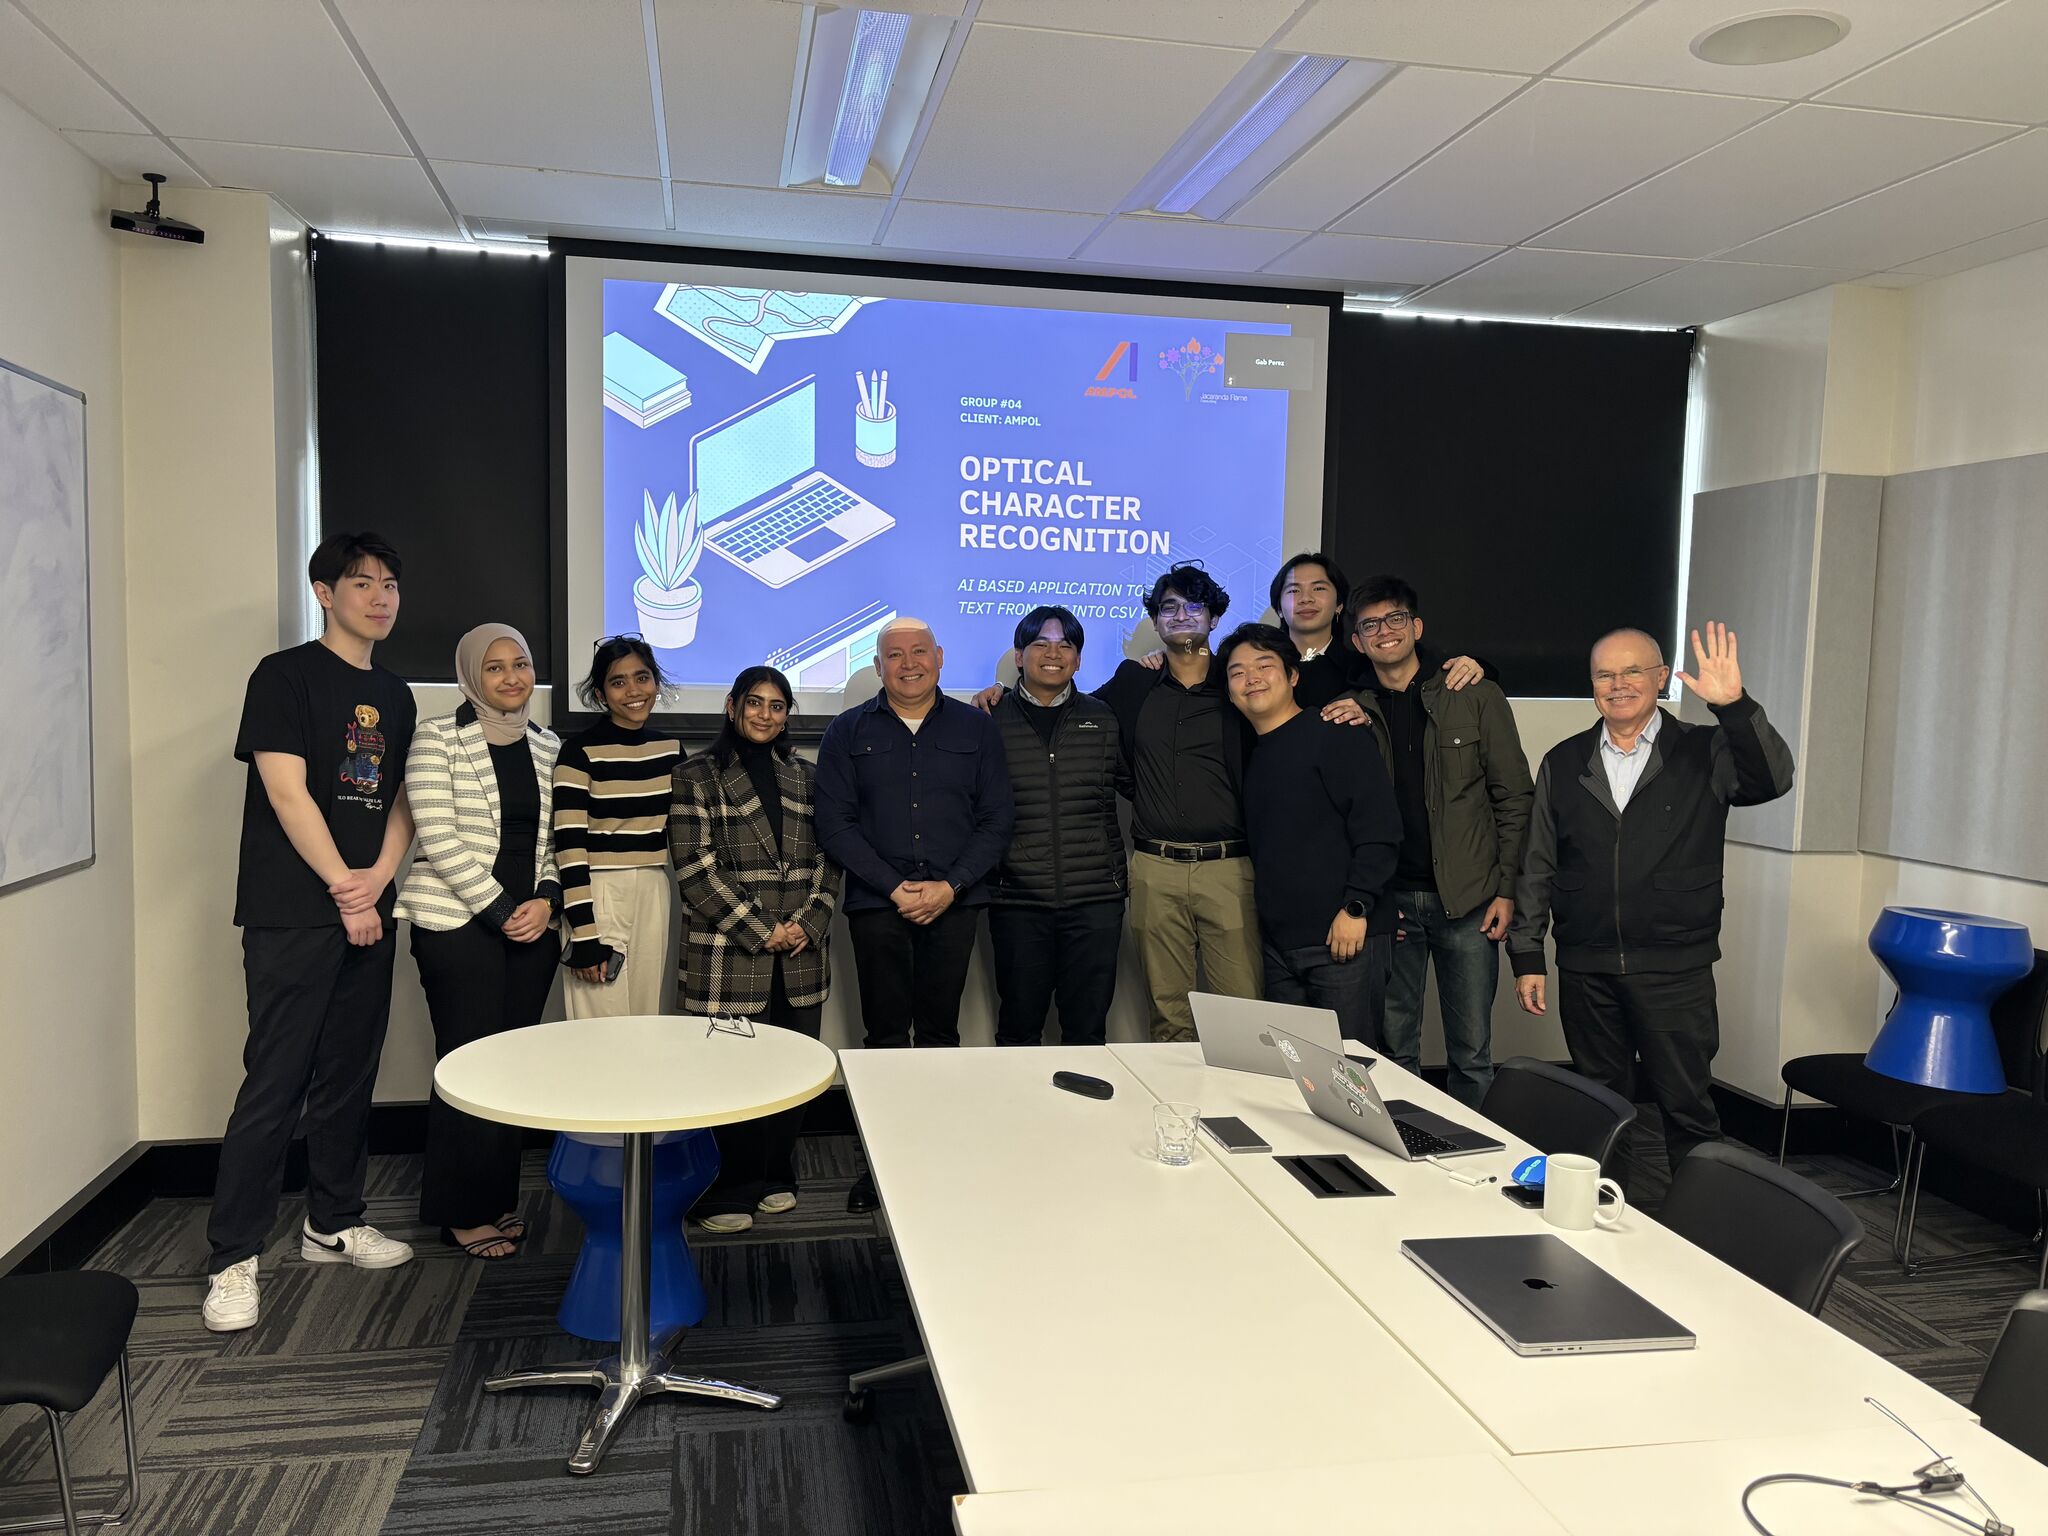 AMPOL
Jacaranda Flame
Consulting
Gab Perez
GROUP #04
CLIENT: AMPOL
OPTICAL
CHARACTER
RECOGNITION
AI BASED APPLICATION TO
TEXT FROM INTO CSV